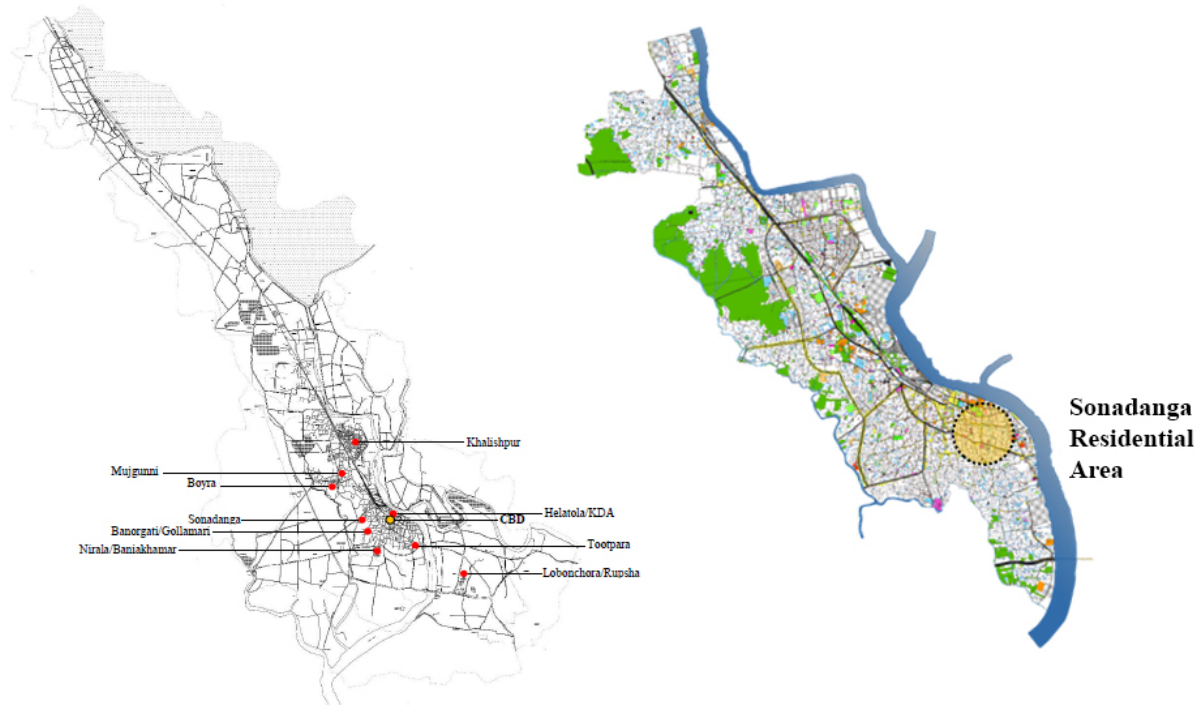 Khalishpur
Mujgunni
Boyra
Sonadanga
Helatola/KDA
CBD
Banorgati/Gollamari
Nirala/Baniakhamar
Tootpara
Lobonchora/Rupsha
Sonadanga
Residential
Area